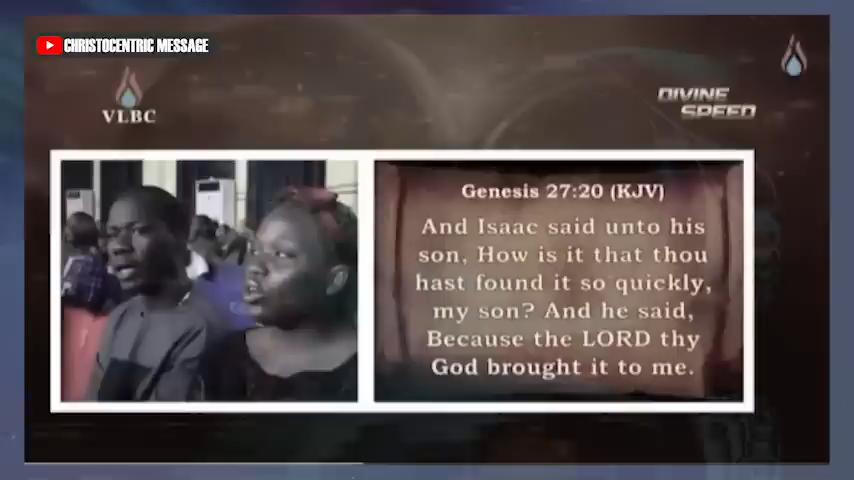 CHRISTOCENTRIC MESSAGE
VLBC
DIVINE
SPEED
Genesis 27:20 (KJV)
And Isaac said unto his
son, How is it that thou
hast found it so quickly,
my son? And he said,
Because the LORD thy
God brought it to me.